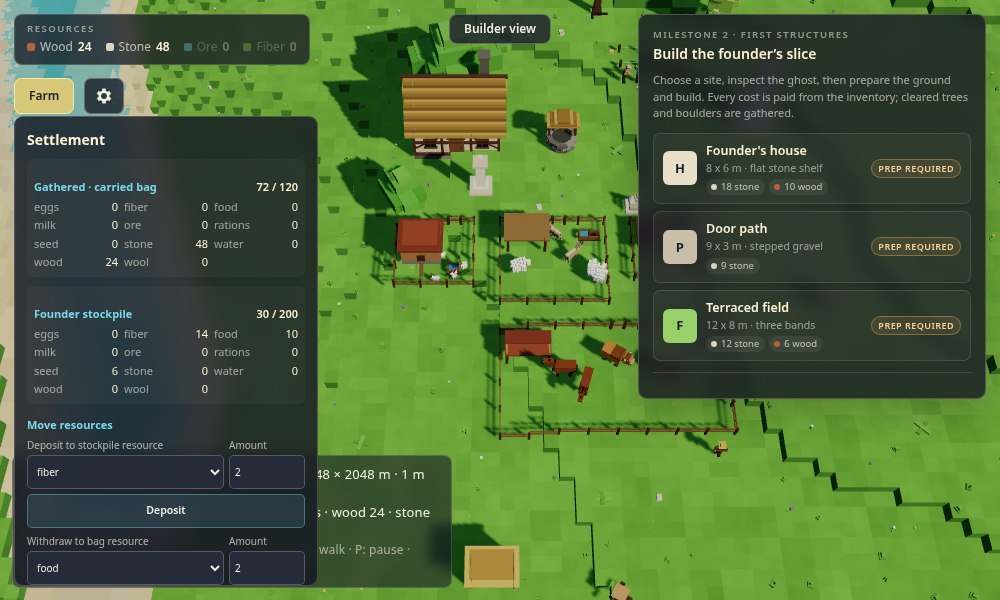 RESOURCES
Wood 24 Stone 48 Ore 0 Fiber 0
Builder view
Farm
Settlement
Gathered · carried bag 72 / 120
eggs 0 fiber 0 food 0
milk 0 ore 0 rations 0
seed 0 stone 48 water 0
wood 24 wool 0
Founder stockpile 30 / 200
eggs 0 fiber 14 food 10
milk 0 ore 0 rations 0
seed 6 stone 0 water 0
wood 0 wool 0
Move resources
Deposit to stockpile resource Amount
fiber 2
Deposit
Withdraw to bag resource Amount
food 2
48 × 2048 m · 1 m
s · wood 24 · stone
walk · P: pause ·
MILESTONE 2 · FIRST STRUCTURES
Build the founder's slice
Choose a site, inspect the ghost, then prepare the ground
and build. Every cost is paid from the inventory; cleared trees
and boulders are gathered.
H
Founder's house
8 x 6 m · flat stone shelf
18 stone 10 wood
PREP REQUIRED
P
Door path
9 x 3 m · stepped gravel
9 stone
PREP REQUIRED
F
Terraced field
12 x 8 m · three bands
12 stone 6 wood
PREP REQUIRED